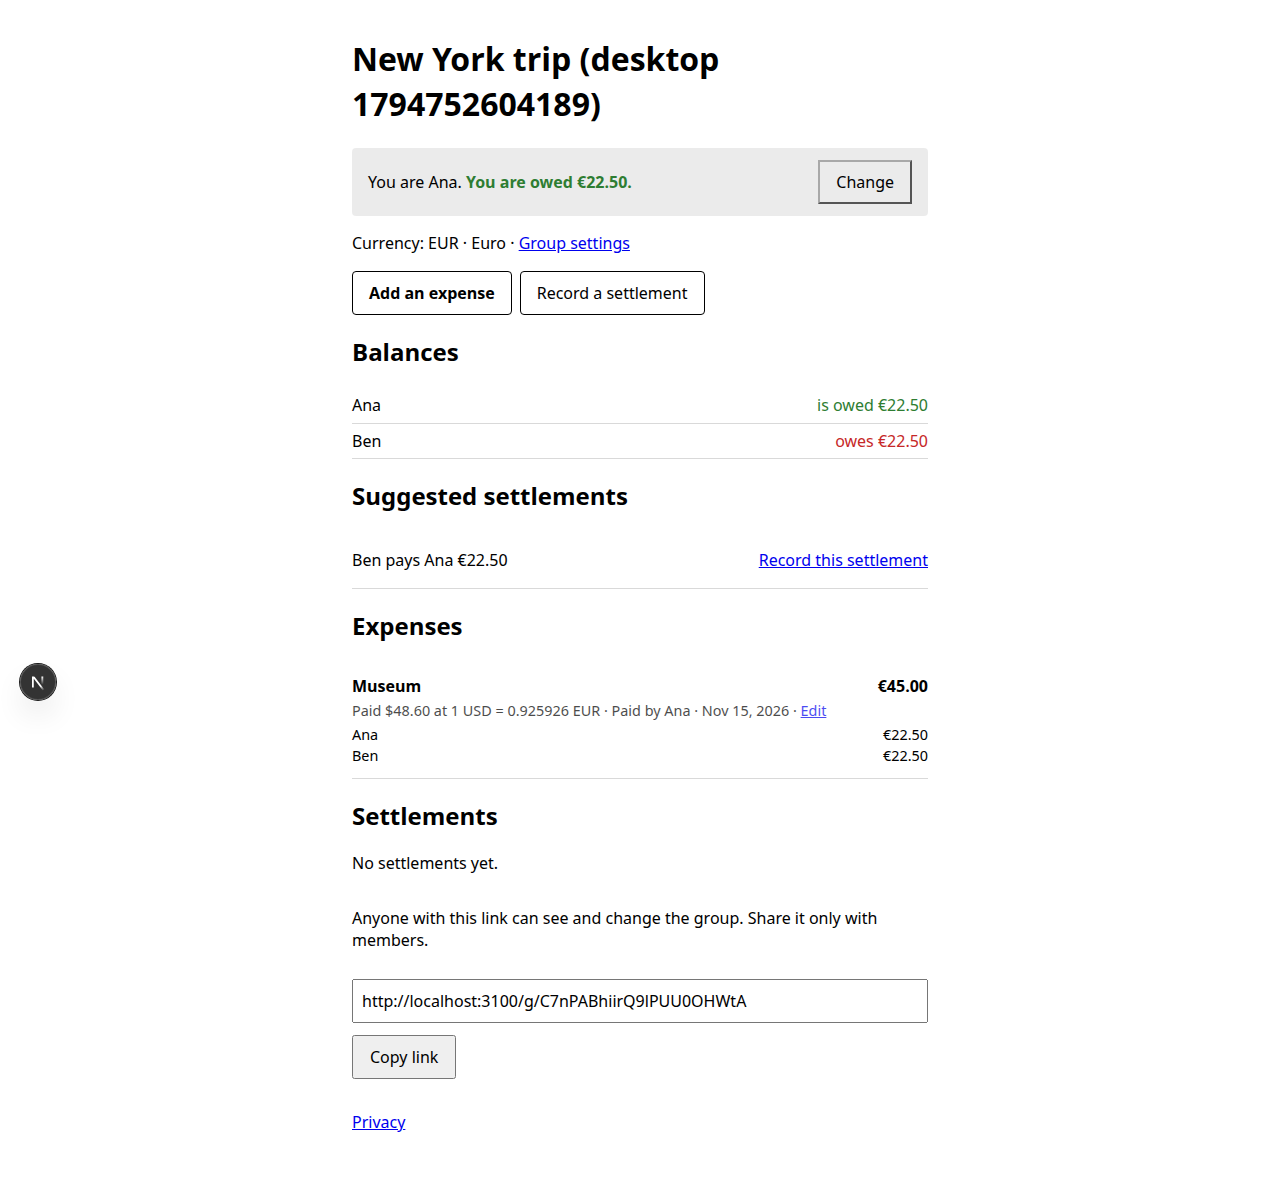 New York trip (desktop
1794752604189)
You are Ana. You are owed €22.50.
Change
Currency: EUR · Euro · Group settings
Add an expense
Record a settlement
Balances
Ana
is owed €22.50
Ben
owes €22.50
Suggested settlements
Ben pays Ana €22.50
Record this settlement
Expenses
Museum
€45.00
Paid $48.60 at 1 USD = 0.925926 EUR · Paid by Ana · Nov 15, 2026 · Edit
Ana
€22.50
Ben
€22.50
Settlements
No settlements yet.
Anyone with this link can see and change the group. Share it only with
members.
http://localhost:3100/g/C7nPABhiirQ9lPUU0OHWtA
Copy link
Privacy
N